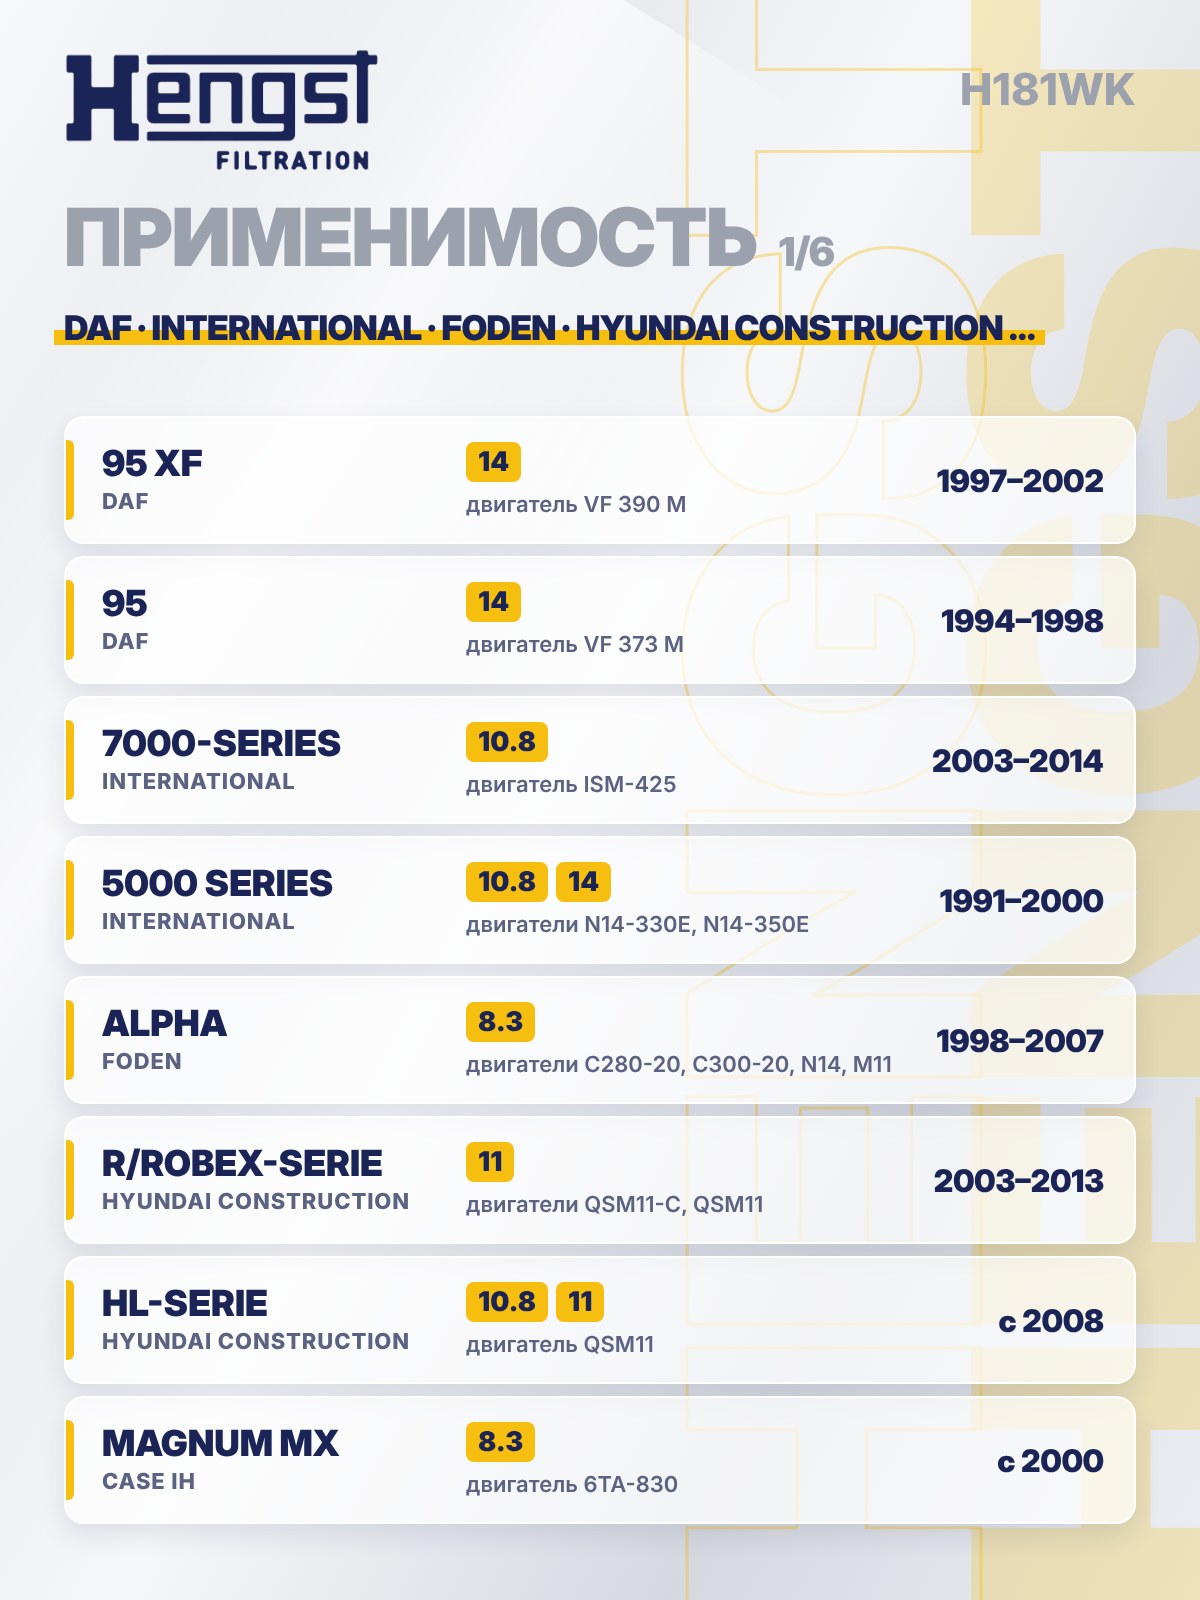 Hengst
FILTRATION
H181WK
ПРИМЕНИМОСТЬ 1/6
DAF · INTERNATIONAL · FODEN · HYUNDAI CONSTRUCTION ...
95 XF
DAF
14
двигатель VF 390 M
1997–2002
95
DAF
14
двигатель VF 373 M
1994–1998
7000-SERIES
INTERNATIONAL
10.8
двигатель ISM-425
2003–2014
5000 SERIES
INTERNATIONAL
10.8 14
двигатели N14-330E, N14-350E
1991–2000
ALPHA
FODEN
8.3
двигатели C280-20, C300-20, N14, M11
1998–2007
R/ROBEX-SERIE
HYUNDAI CONSTRUCTION
11
двигатели QSM11-C, QSM11
2003–2013
HL-SERIE
HYUNDAI CONSTRUCTION
10.8 11
двигатель QSM11
с 2008
MAGNUM MX
CASE IH
8.3
двигатель 6TA-830
с 2000
HENGST
HENGST